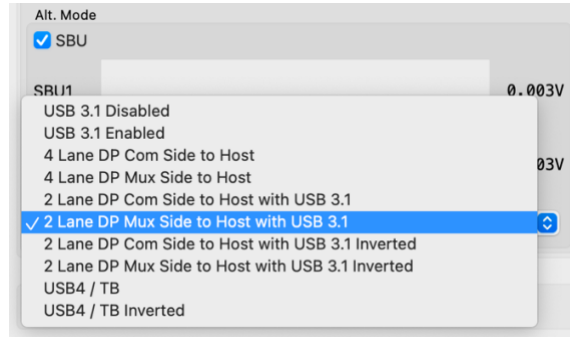 Alt. Mode
SBU
SBU1 0.003V
USB 3.1 Disabled
USB 3.1 Enabled
4 Lane DP Com Side to Host
4 Lane DP Mux Side to Host
03V
2 Lane DP Com Side to Host with USB 3.1
✓ 2 Lane DP Mux Side to Host with USB 3.1
2 Lane DP Com Side to Host with USB 3.1 Inverted
2 Lane DP Mux Side to Host with USB 3.1 Inverted
USB4 / TB
USB4 / TB Inverted